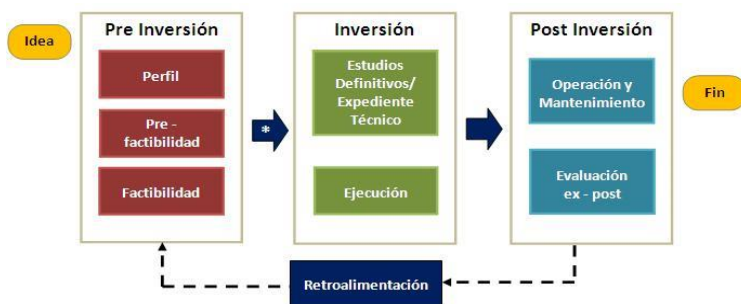 Idea
Pre Inversión
Perfil
Pre -
factibilidad
Factibilidad
*
Inversión
Estudios
Definitivos/
Expediente
Técnico
Ejecución
Post Inversión
Operación y
Mantenimiento
Evaluación
ex - post
Fin
Retroalimentación